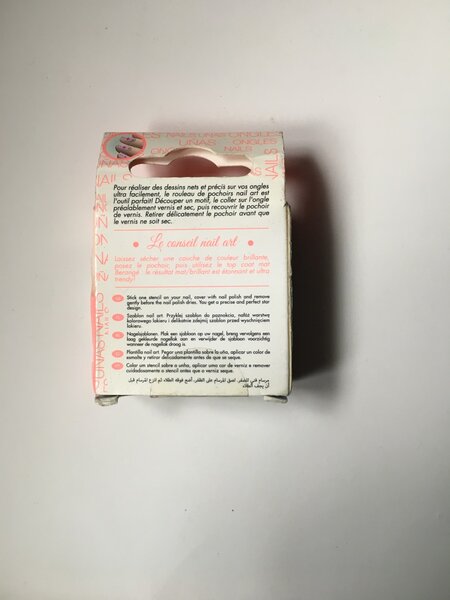 NAILS UNAS ONGLES
UNAS ONGLES
NAILS
Pour réaliser des dessins nets et précis sur vos ongles
ultra facilement, le rouleau de pochoirs nail art est
l'outil parfait! Découper un motif, le caller sur l'ongle
préalablement vernis et sec, puis recouvrir le pochoir
de vernis. Retirer délicatement le pochoir avant que
le vernis ne soit sec.
Le conseil nail art
Laissez sécher une couche de couleur brillante,
posez le pochoir, puis utilisez le top coat mat
Bérangé : le résultat mat/brillant est étonnant et ultra
trendy!
Stick one stencil on your nail, cover with nail polish and remove
gently before the nail polish dries. You get a precise and perfect star
design.
Szablon nail art. Przyklej szablon do paznokcia, nałóż warstwę
kolorowego lakieru i delikatnie zdejmij szablon przed wyschnięciem
lakieru.
Nagelsjablonen. Plak een sjabloon op uw nagel, breng vervolgens een
laag gekleurde nagellak aan en verwijder de sjabloon voorzichtig
wanneer de nagellak droog is.
Plantilla nail art. Pegar una plantilla sobre la uña, aplicar un color de
esmalte y retirar delicadamente antes de que se seque.
Colar um stencil sobre a unha, aplicar uma cor de verniz e remover
cuidadosamente o stencil antes que o verniz seque.